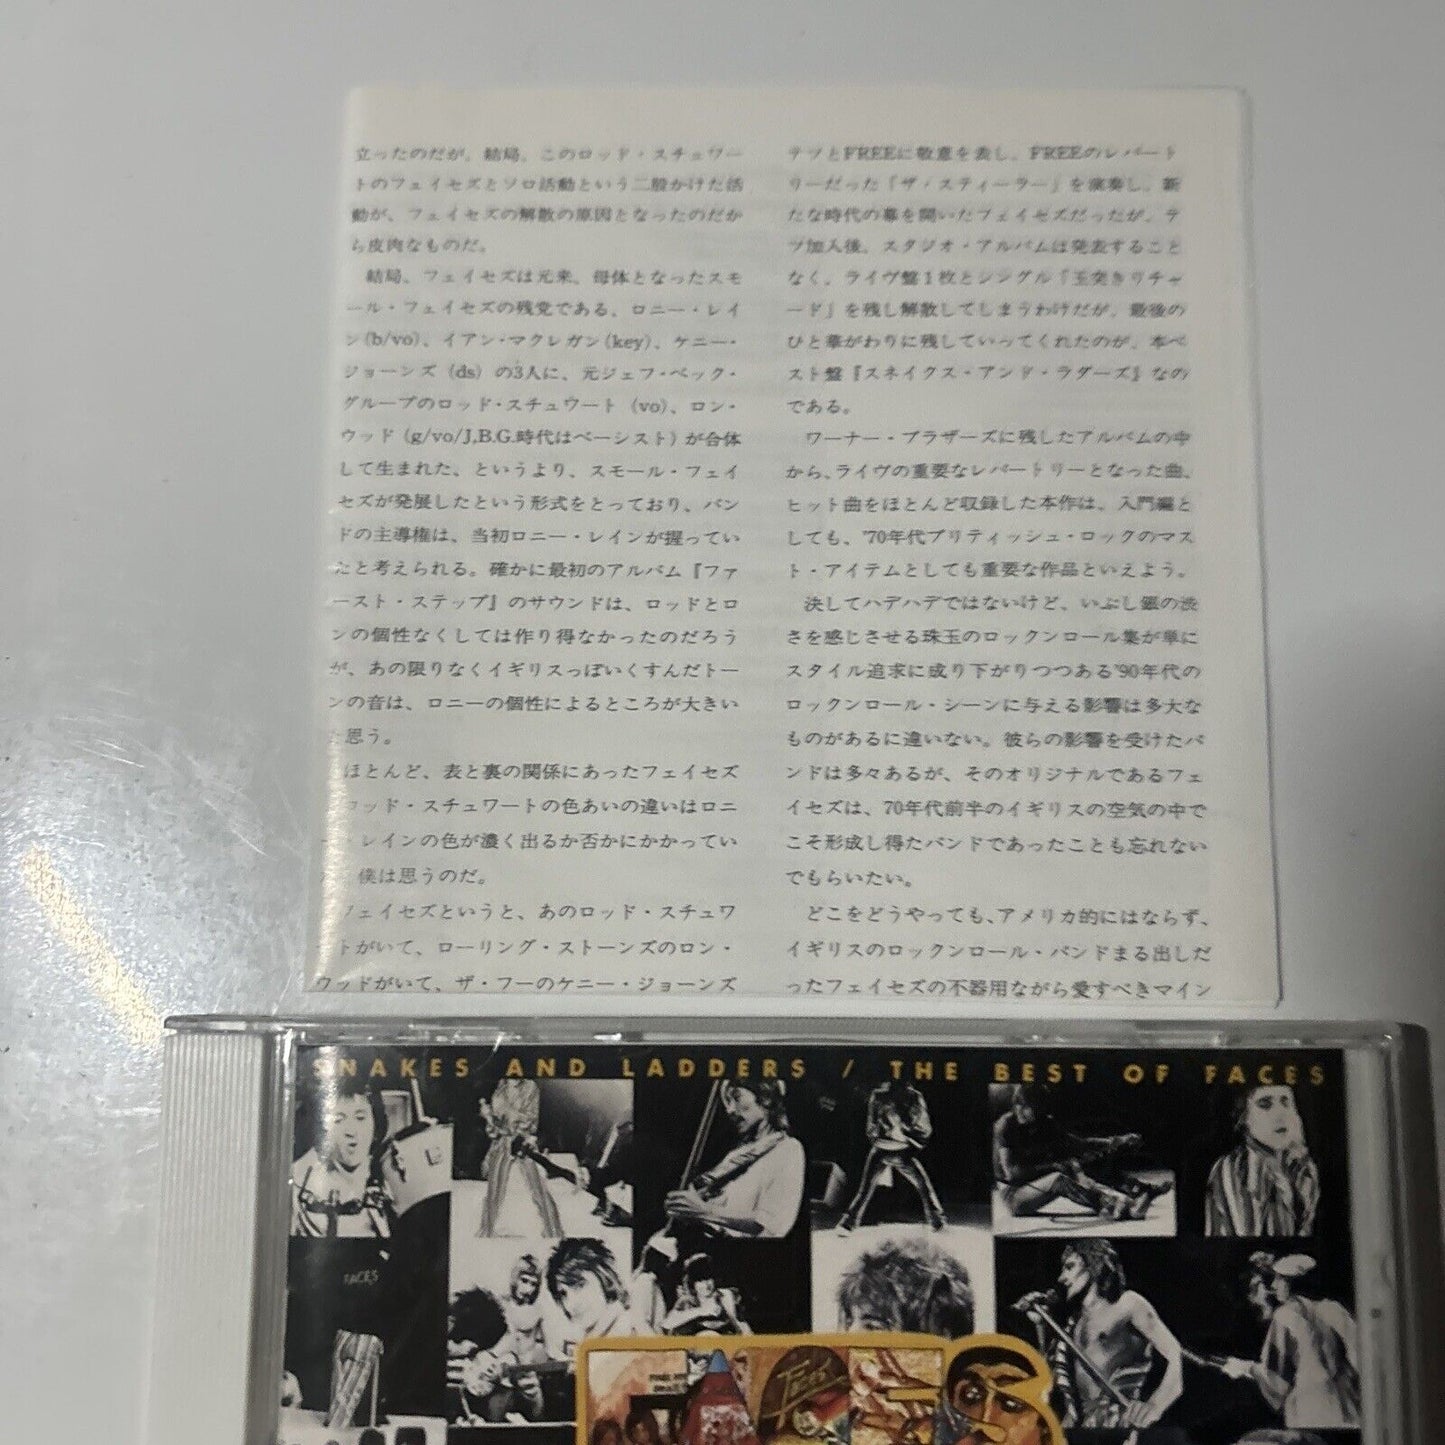 立ったのだが、結局、このロッド・スチュワー
トのフェイセズとソロ活動という二股かけた活
動が、フェイセズの解散の原因となったのだか
ら皮肉なものだ。
結局、フェイセズは元来、母体となったスモ
ール・フェイセズの残党である、ロニー・レイ
ン(b/vo)、イアン・マクレガン(key)、ケニー・
ジョーンズ (ds) の3人に、元ジェフ・ベック・
グループのロッド・スチュワート (vo)、ロン・
ウッド (g/vo/J.B.G.時代はベーシスト) が合体
して生まれた、というより、スモール・フェイ
セズが発展したという形式をとっており、バン
ドの主導権は、当初ロニー・レインが握ってい
たと考えられる。確かに最初のアルバム『ファ
ースト・ステップ』のサウンドは、ロッドとロ
ンの個性なくしては作り得なかったのだろう
が、あの限りなくイギリスっぽいくすんだトー
ンの音は、ロニーの個性によるところが大きい
と思う。
ほとんど、表と裏の関係にあったフェイセズ
ロッド・スチュワートの色あいの違いはロニ
レインの色が濃く出るか否かにかかってい
僕は思うのだ。
フェイセズというと、あのロッド・スチュワ
ートがいて、ローリング・ストーンズのロン・
ウッドがいて、ザ・フーのケニー・ジョーンズ
テツとFREEに敬意を表し、FREEのレパート
リーだった「ザ・スティーラー」を演奏し、新
たな時代の幕を開いたフェイセズだったが、テ
ツ加入後、スタジオ・アルバムは発表すること
なく、ライヴ盤1枚とシングル「玉突きリチャ
ード」を残し解散してしまうわけだが、最後の
ひと華がわりに残していってくれたのが、本ベ
スト盤『スネイクス・アンド・ラダーズ』なの
である。
ワーナー・ブラザーズに残したアルバムの中
から、ライヴの重要なレパートリーとなった曲、
ヒット曲をほとんど収録した本作は、入門編と
しても、'70年代ブリティッシュ・ロックのマス
ト・アイテムとしても重要な作品といえよう。
決してハデハデではないけど、いぶし銀の渋
さを感じさせる珠玉のロックンロール集が単に
スタイル追求に成り下がりつつある'90年代の
ロックンロール・シーンに与える影響は多大な
ものがあるに違いない。彼らの影響を受けたバ
ンドは多々あるが、そのオリジナルであるフェ
イセズは、70年代前半のイギリスの空気の中で
こそ形成し得たバンドであったことも忘れない
でもらいたい。
どこをどうやっても、アメリカ的にはならず、
イギリスのロックンロール・バンドまる出しだ
ったフェイセズの不器用ながら愛すべきマイン
SNAKES AND LADDERS / THE BEST OF FACES
FACES
Faces